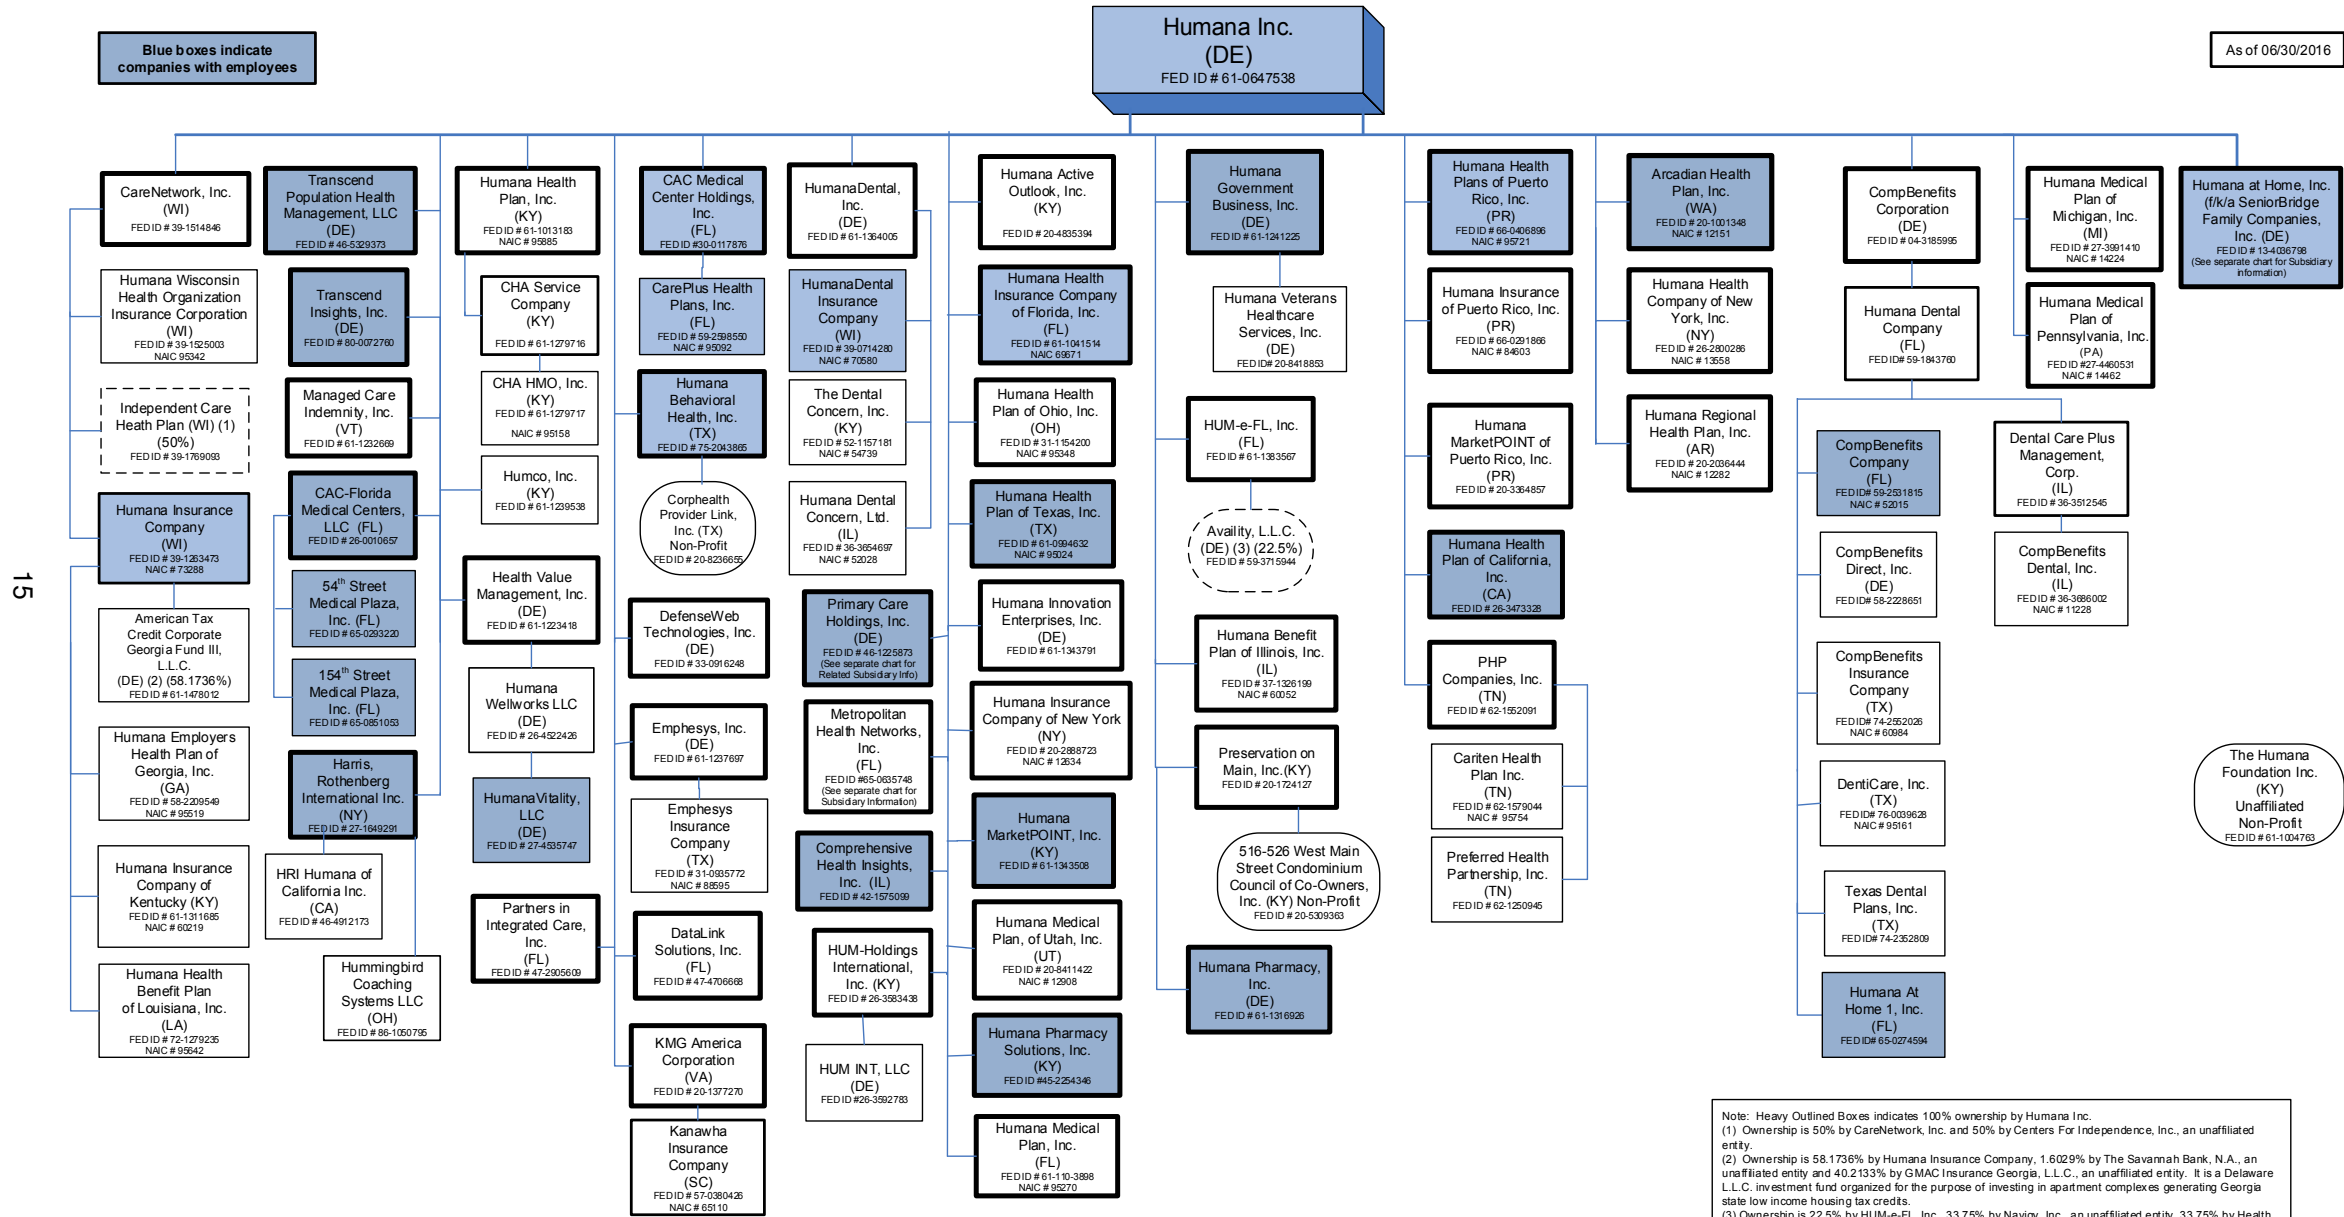 Blue boxes indicate
companies with employees
Humana Inc.
(DE)
FED ID # 61-0647538
As of 06/30/2016
CareNetwork, Inc.
(WI)
FED ID # 39-1514846
Humana Wisconsin
Health Organization
Insurance Corporation
(WI)
FED ID # 39-1525003
NAIC 95342
Independent Care
Heath Plan (WI) (1)
(50%)
FED ID # 39-1769093
Humana Insurance
Company
(WI)
FED ID # 39-1263473
NAIC # 73288
American Tax
Credit Corporate
Georgia Fund III,
L.L.C.
(DE) (2) (58.1736%)
FED ID # 61-1478012
Humana Employers
Health Plan of
Georgia, Inc.
(GA)
FED ID # 58-2209549
NAIC # 95519
Humana Insurance
Company of
Kentucky (KY)
FED ID # 61-1311685
NAIC # 60219
Humana Health
Benefit Plan
of Louisiana, Inc.
(LA)
FED ID # 72-1279235
NAIC # 95642
Transcend
Population Health
Management, LLC
(DE)
FED ID # 46-5329373
Transcend
Insights, Inc.
(DE)
FED ID # 80-0072760
Managed Care
Indemnity, Inc.
(VT)
FED ID # 61-1232669
CAC-Florida
Medical Centers,
LLC (FL)
FED ID # 26-0010657
54th Street
Medical Plaza,
Inc. (FL)
FED ID # 65-0293220
154th Street
Medical Plaza,
Inc. (FL)
FED ID # 65-0851053
Harris,
Rothenberg
International Inc.
(NY)
FED ID # 27-1649291
HRI Humana of
California Inc.
(CA)
FED ID # 46-4912173
Hummingbird
Coaching
Systems LLC
(OH)
FED ID # 86-1050795
Humana Health
Plan, Inc.
(KY)
FED ID # 61-1013183
NAIC # 95885
CHA Service
Company
(KY)
FED ID # 61-1279716
CHA HMO, Inc.
(KY)
FED ID # 61-1279717
NAIC # 95158
Humco, Inc.
(KY)
FED ID # 61-1239538
Health Value
Management, Inc.
(DE)
FED ID # 61-1223418
Humana
Wellworks LLC
(DE)
FED ID # 26-4522426
HumanaVitality,
LLC
(DE)
FED ID # 27-4535747
Partners in
Integrated Care,
Inc.
(FL)
FED ID # 47-2905609
CAC Medical
Center Holdings,
Inc.
(FL)
FED ID #30-0117876
CarePlus Health
Plans, Inc.
(FL)
FED ID # 59-2598550
NAIC # 95092
Humana
Behavioral
Health, Inc.
(TX)
FED ID # 75-2043865
Corphealth
Provider Link,
Inc. (TX)
Non-Profit
FED ID # 20-8236655
DefenseWeb
Technologies, Inc.
(DE)
FED ID # 33-0916248
Emphesys, Inc.
(DE)
FED ID # 61-1237697
Emphesys
Insurance
Company
(TX)
FED ID # 31-0935772
NAIC # 88595
DataLink
Solutions, Inc.
(FL)
FED ID # 47-4706668
KMG America
Corporation
(VA)
FED ID # 20-1377270
Kanawha
Insurance
Company
(SC)
FED ID # 57-0380426
NAIC # 65110
HumanaDental,
Inc.
(DE)
FED ID # 61-1364005
HumanaDental
Insurance
Company
(WI)
FED ID # 39-0714280
NAIC # 70580
The Dental
Concern, Inc.
(KY)
FED ID # 52-1157181
NAIC # 54739
Humana Dental
Concern, Ltd.
(IL)
FED ID # 36-3654697
NAIC # 52028
Primary Care
Holdings, Inc.
(DE)
FED ID # 46-1225873
(See separate chart for
Related Subsidiary Info)
Metropolitan
Health Networks,
Inc.
(FL)
FED ID #65-0635748
(See separate chart for
Subsidiary Information)
Comprehensive
Health Insights,
Inc. (IL)
FED ID # 42-1575099
HUM-Holdings
International,
Inc. (KY)
FED ID # 26-3583438
HUM INT, LLC
(DE)
FED ID #26-3592783
Humana Active
Outlook, Inc.
(KY)
FED ID # 20-4835394
Humana Health
Insurance Company
of Florida, Inc.
(FL)
FED ID # 61-1041514
NAIC 69671
Humana Health
Plan of Ohio, Inc.
(OH)
FED ID # 31-1154200
NAIC # 95348
Humana Health
Plan of Texas, Inc.
(TX)
FED ID # 61-0994632
NAIC # 95024
Humana Innovation
Enterprises, Inc.
(DE)
FED ID # 61-1343791
Humana Insurance
Company of New York
(NY)
FED ID # 20-2888723
NAIC # 12634
Humana
MarketPOINT, Inc.
(KY)
FED ID # 61-1343508
Humana Medical
Plan, of Utah, Inc.
(UT)
FED ID # 20-8411422
NAIC # 12908
Humana Pharmacy
Solutions, Inc.
(KY)
FED ID #45-2254346
Humana Medical
Plan, Inc.
(FL)
FED ID # 61-110-3898
NAIC # 95270
Humana
Government
Business, Inc.
(DE)
FED ID # 61-1241225
Humana Veterans
Healthcare
Services, Inc.
(DE)
FED ID# 20-8418853
HUM-e-FL, Inc.
(FL)
FED ID # 61-1383567
Availity, L.L.C.
(DE) (3) (22.5%)
FED ID # 59-3715944
Humana Benefit
Plan of Illinois, Inc.
(IL)
FED ID # 37-1326199
NAIC # 60052
Preservation on
Main, Inc.(KY)
FED ID # 20-1724127
516-526 West Main
Street Condominium
Council of Co-Owners,
Inc. (KY) Non-Profit
FED ID # 20-5309363
Humana Pharmacy,
Inc.
(DE)
FED ID # 61-1316926
Humana Health
Plans of Puerto
Rico, Inc.
(PR)
FED ID # 66-0406896
NAIC # 95721
Humana Insurance
of Puerto Rico, Inc.
(PR)
FED ID # 66-0291866
NAIC # 84603
Humana
MarketPOINT of
Puerto Rico, Inc.
(PR)
FED ID # 20-3364857
Humana Health
Plan of California,
Inc.
(CA)
FED ID # 26-3473328
PHP
Companies, Inc.
(TN)
FED ID # 62-1552091
Cariten Health
Plan Inc.
(TN)
FED ID # 62-1579044
NAIC # 95754
Preferred Health
Partnership, Inc.
(TN)
FED ID # 62-1250945
Arcadian Health
Plan, Inc.
(WA)
FED ID # 20-1001348
NAIC # 12151
Humana Health
Company of New
York, Inc.
(NY)
FED ID # 26-2800286
NAIC # 13558
Humana Regional
Health Plan, Inc.
(AR)
FED ID # 20-2036444
NAIC # 12282
CompBenefits
Corporation
(DE)
FED ID # 04-3185995
Humana Dental
Company
(FL)
FED ID# 59-1843760
CompBenefits
Company
(FL)
FED ID# 59-2531815
NAIC # 52015
CompBenefits
Direct, Inc.
(DE)
FED ID# 58-2228651
CompBenefits
Insurance
Company
(TX)
FED ID# 74-2552026
NAIC # 60984
DentiCare, Inc.
(TX)
FED ID# 76-0039628
NAIC # 95161
Texas Dental
Plans, Inc.
(TX)
FED ID# 74-2352809
Humana At
Home 1, Inc.
(FL)
FED ID# 65-0274594
Dental Care Plus
Management,
Corp.
(IL)
FED ID # 36-3512545
CompBenefits
Dental, Inc.
(IL)
FED ID # 36-3686002
NAIC # 11228
Humana Medical
Plan of
Michigan, Inc.
(MI)
FED ID # 27-3991410
NAIC # 14224
Humana Medical
Plan of
Pennsylvania, Inc.
(PA)
FED ID #27-4460531
NAIC # 14462
Humana at Home, Inc.
(f/k/a SeniorBridge
Family Companies,
Inc. (DE)
FED ID # 13-4036798
(See separate chart for Subsidiary
information)
The Humana
Foundation Inc.
(KY)
Unaffiliated
Non-Profit
FED ID # 61-1004763
Note: Heavy Outlined Boxes indicates 100% ownership by Humana Inc.
(1) Ownership is 50% by CareNetwork, Inc. and 50% by Centers For Independence, Inc., an unaffiliated
entity.
(2) Ownership is 58.1736% by Humana Insurance Company, 1.6029% by The Savannah Bank, N.A., an
unaffiliated entity and 40.2133% by GMAC Insurance Georgia, L.L.C., an unaffiliated entity. It is a Delaware
L.L.C. investment fund organized for the purpose of investing in apartment complexes generating Georgia
state low income housing tax credits.
(3) Ownership is 22.5% by HUM-e-FL, Inc., 33.75% by Navigy, Inc., an unaffiliated entity, 33.75% by Health
15